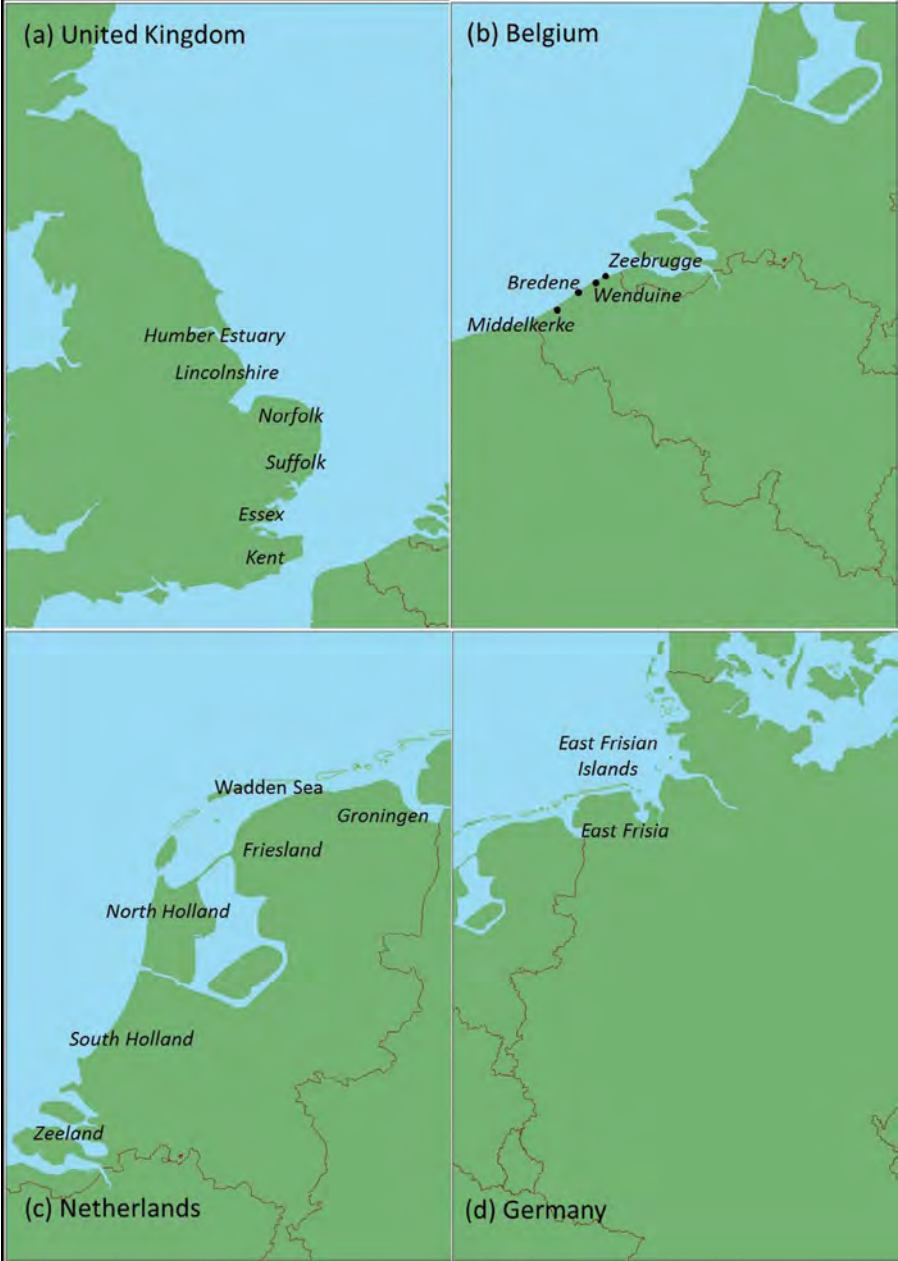 (a) United Kingdom
Humber Estuary
Lincolnshire
Norfolk
Suffolk
Essex
Kent
(b) Belgium
Zeebrugge
Bredene
Wenduine
Middelkerke
Wadden Sea
Groningen
Friesland
North Holland
South Holland
Zeeland
(c) Netherlands
East Frisian
Islands
East Frisia
(d) Germany